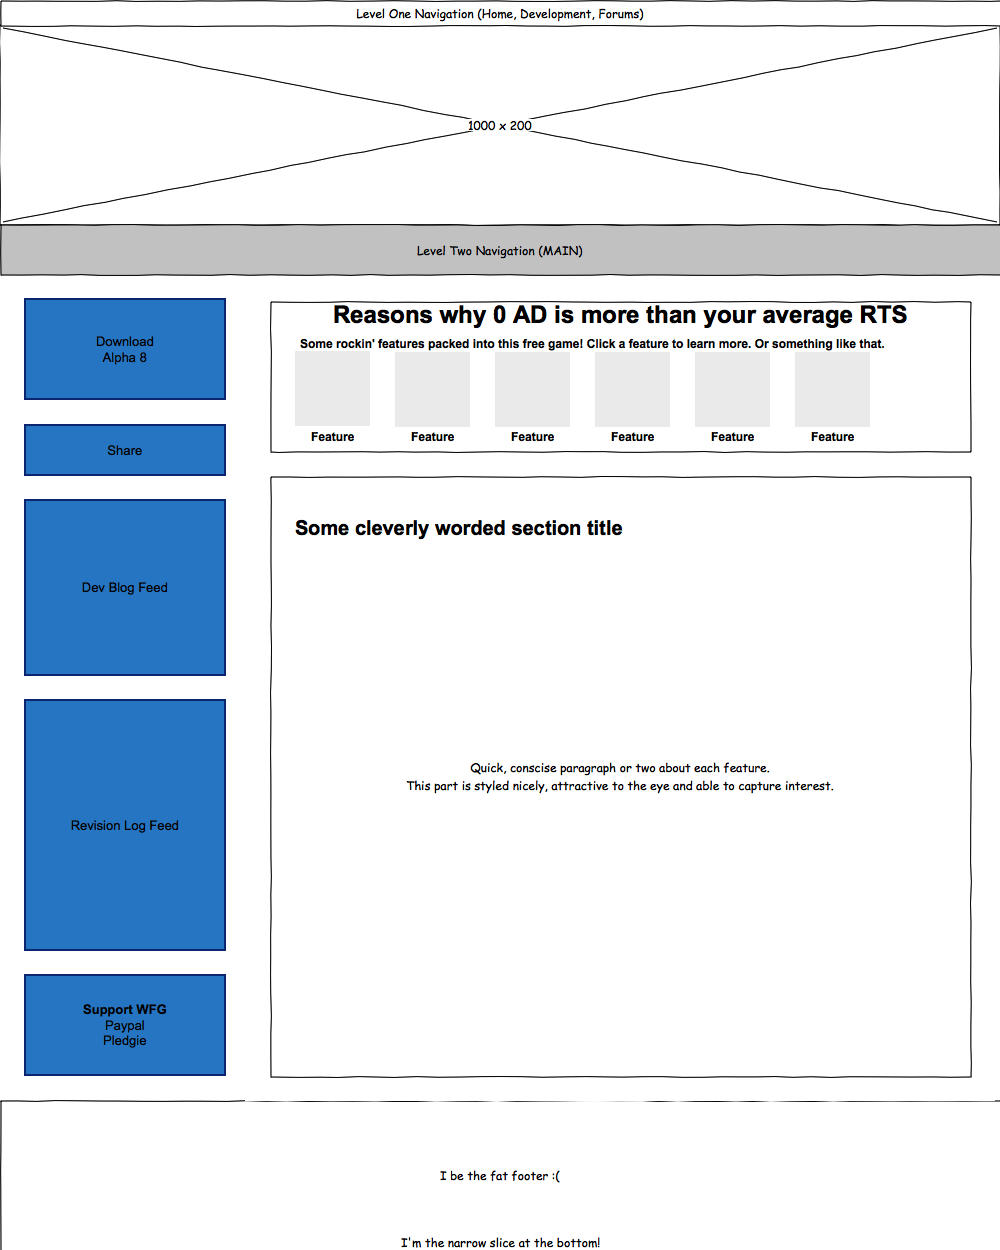 Level One Navigation (Home, Development, Forums)
1000 x 200
Level Two Navigation (MAIN)
Download
Alpha 8
Share
Dev Blog Feed
Revision Log Feed
Support WFG
Paypal
Pledgie
Reasons why 0 AD is more than your average RTS
Some rockin' features packed into this free game! Click a feature to learn more. Or something like that.
Feature Feature Feature Feature Feature Feature
Some cleverly worded section title
Quick, conscise paragraph or two about each feature.
This part is styled nicely, attractive to the eye and able to capture interest.
I be the fat footer :(
I'm the narrow slice at the bottom!